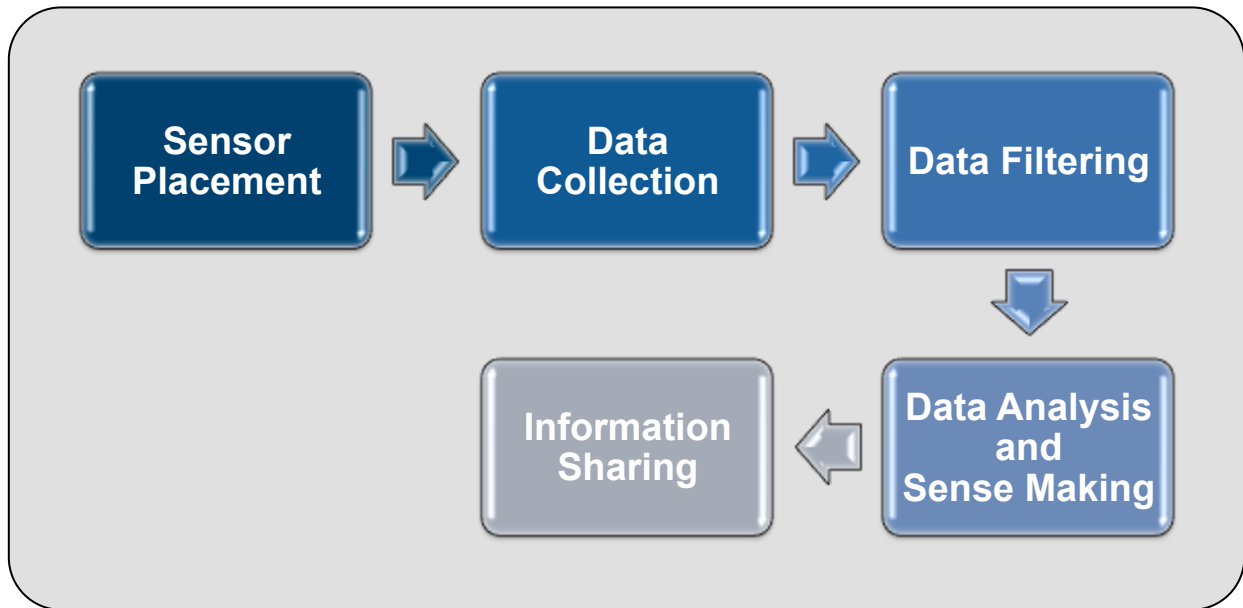 Sensor
Placement
Data
Collection
Data Filtering
Data Analysis
and
Sense Making
Information
Sharing